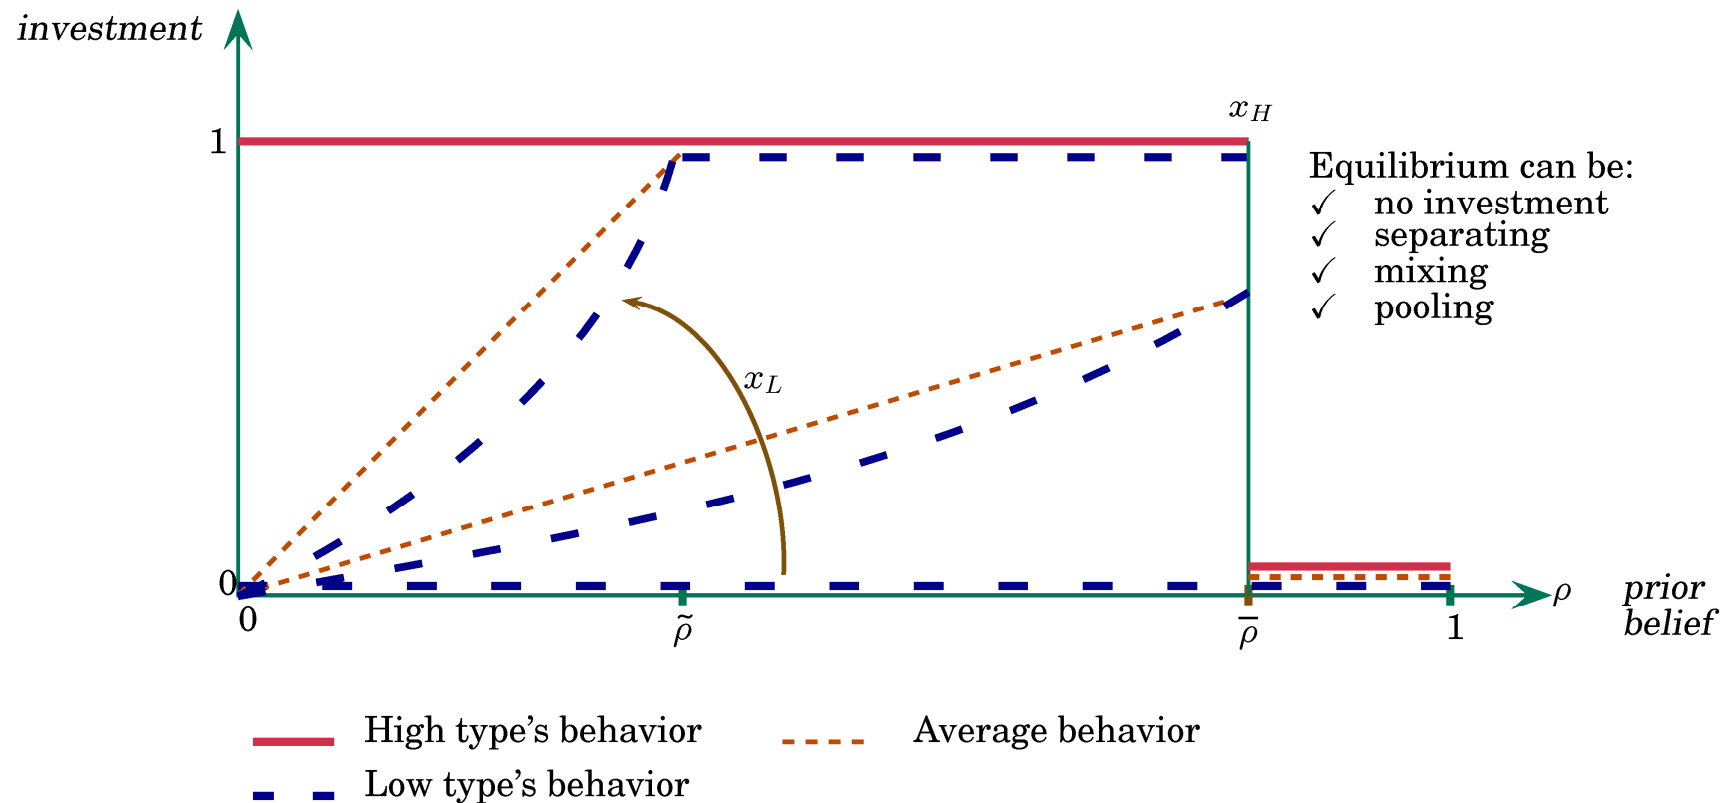 investment
x_H
1
Equilibrium can be:
✓ no investment
✓ separating
✓ mixing
✓ pooling
x_L
0
ρ
prior
belief
0
ρ̃
ρ̅
1
High type's behavior
Average behavior
Low type's behavior